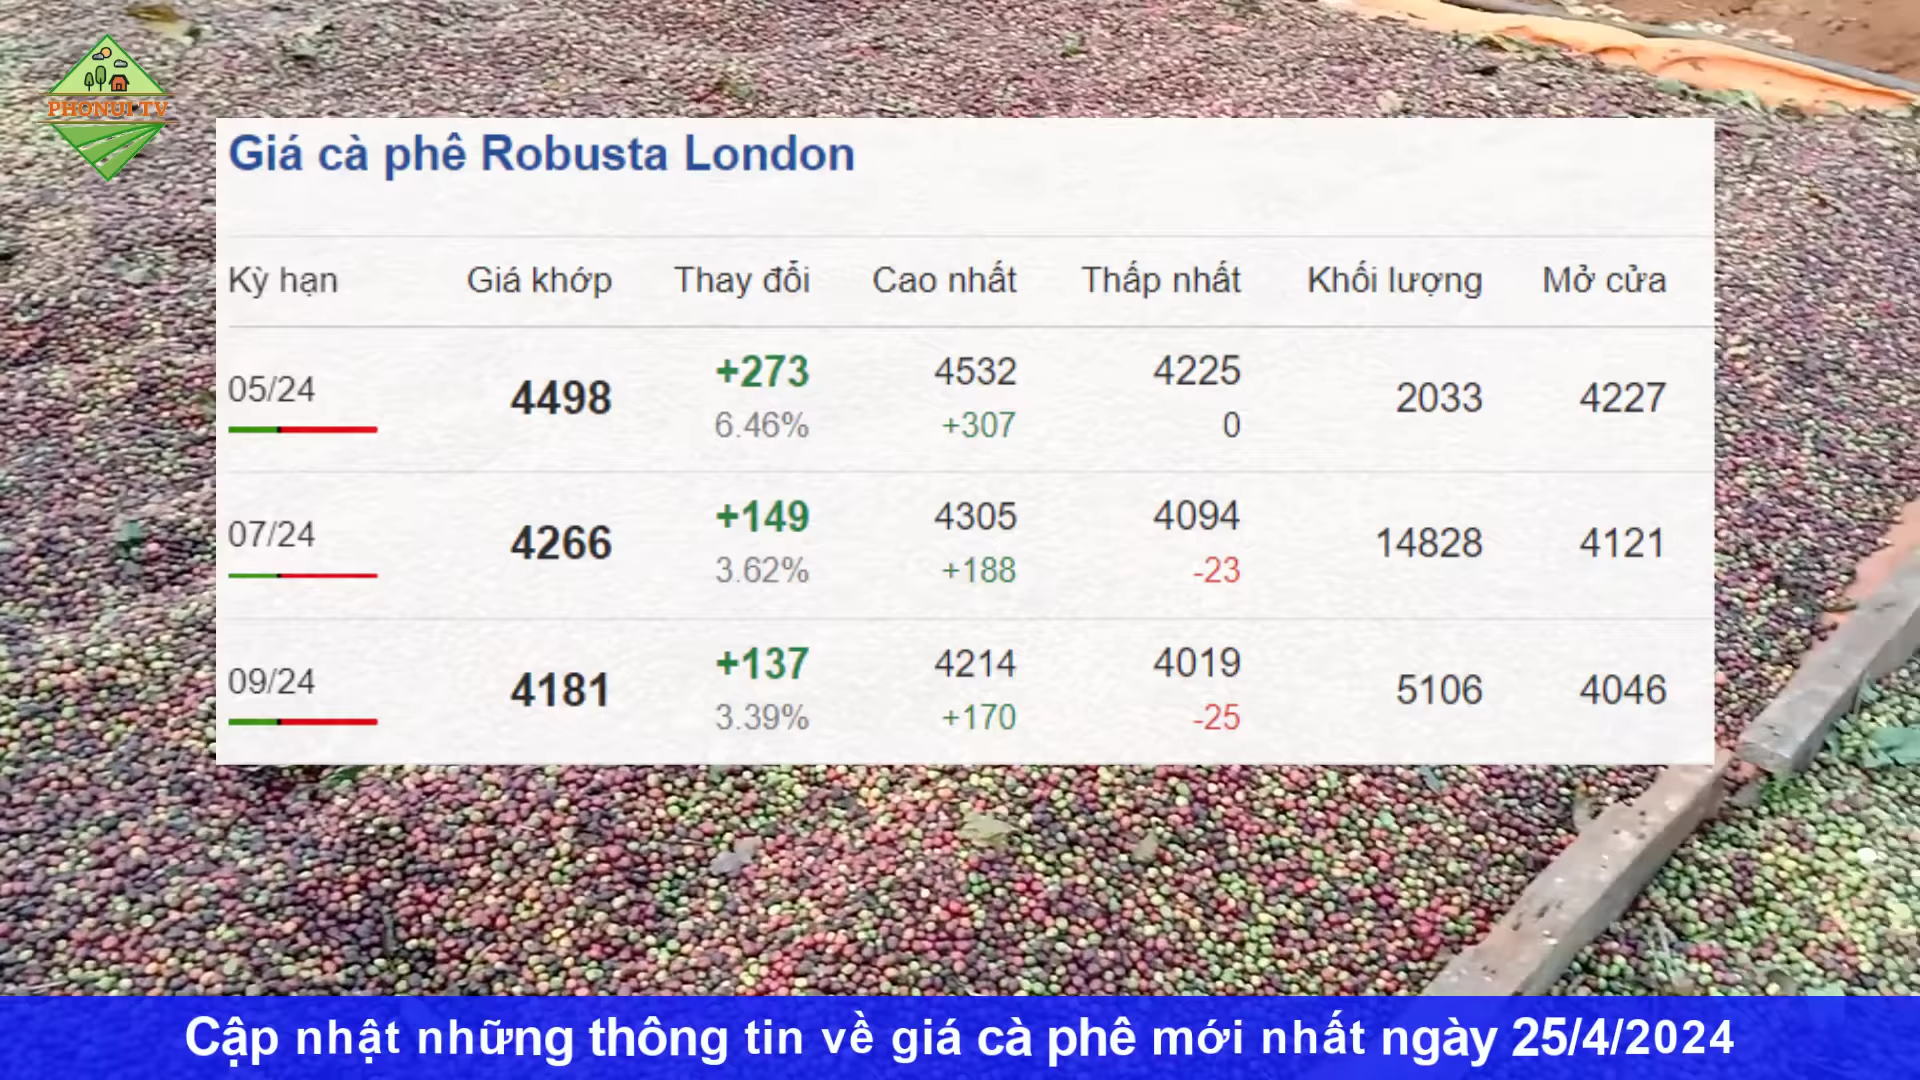 PHONUI TV
Giá cà phê Robusta London
Kỳ hạn Giá khớp Thay đổi Cao nhất Thấp nhất Khối lượng Mở cửa
05/24 4498 +273 4532 4225 2033 4227
6.46% +307 0
07/24 4266 +149 4305 4094 14828 4121
3.62% +188 -23
09/24 4181 +137 4214 4019 5106 4046
3.39% +170 -25
Cập nhật những thông tin về giá cà phê mới nhất ngày 25/4/2024